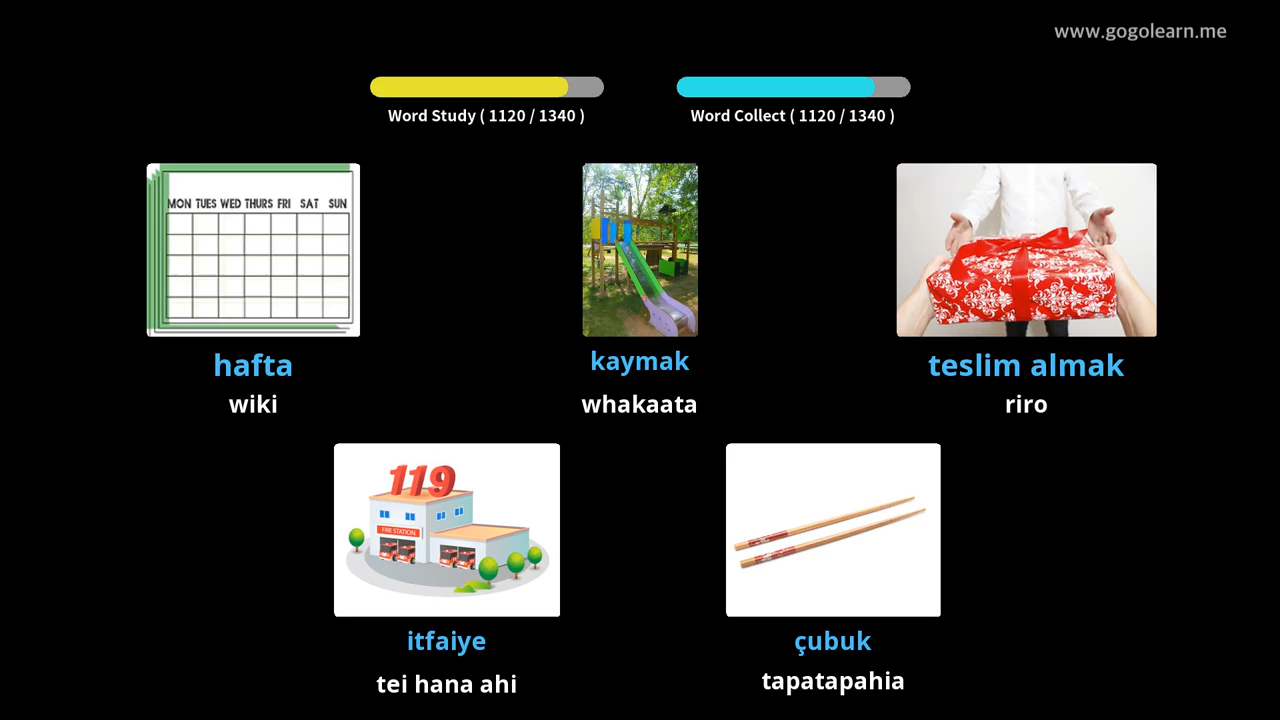 www.gogolearn.me
Word Study ( 1120 / 1340 )
Word Collect ( 1120 / 1340 )
MON TUES WED THURS FRI SAT SUN
hafta
wiki
kaymak
whakaata
teslim almak
riro
119
FIRE STATION
itfaiye
tei hana ahi
çubuk
tapatapahia